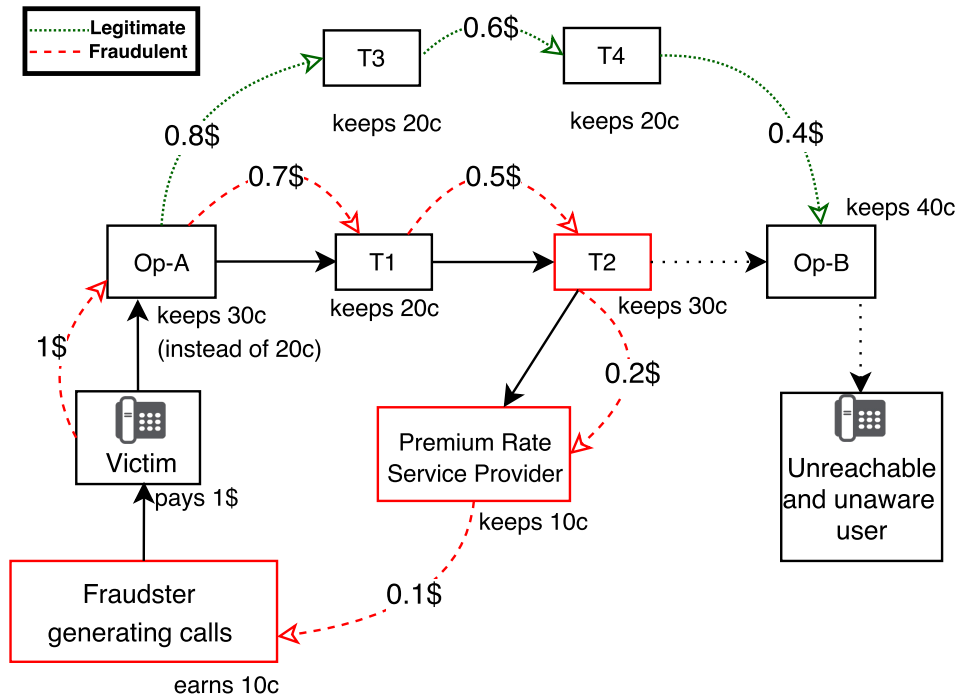 Legitimate
Fraudulent
T3
0.6$
T4
keeps 20c
keeps 20c
0.8$
0.4$
0.7$
0.5$
keeps 40c
Op-A
T1
T2
Op-B
keeps 30c
(instead of 20c)
keeps 20c
keeps 30c
1$
0.2$
Victim
pays 1$
Premium Rate
Service Provider
keeps 10c
Unreachable
and unaware
user
0.1$
Fraudster
generating calls
earns 10c